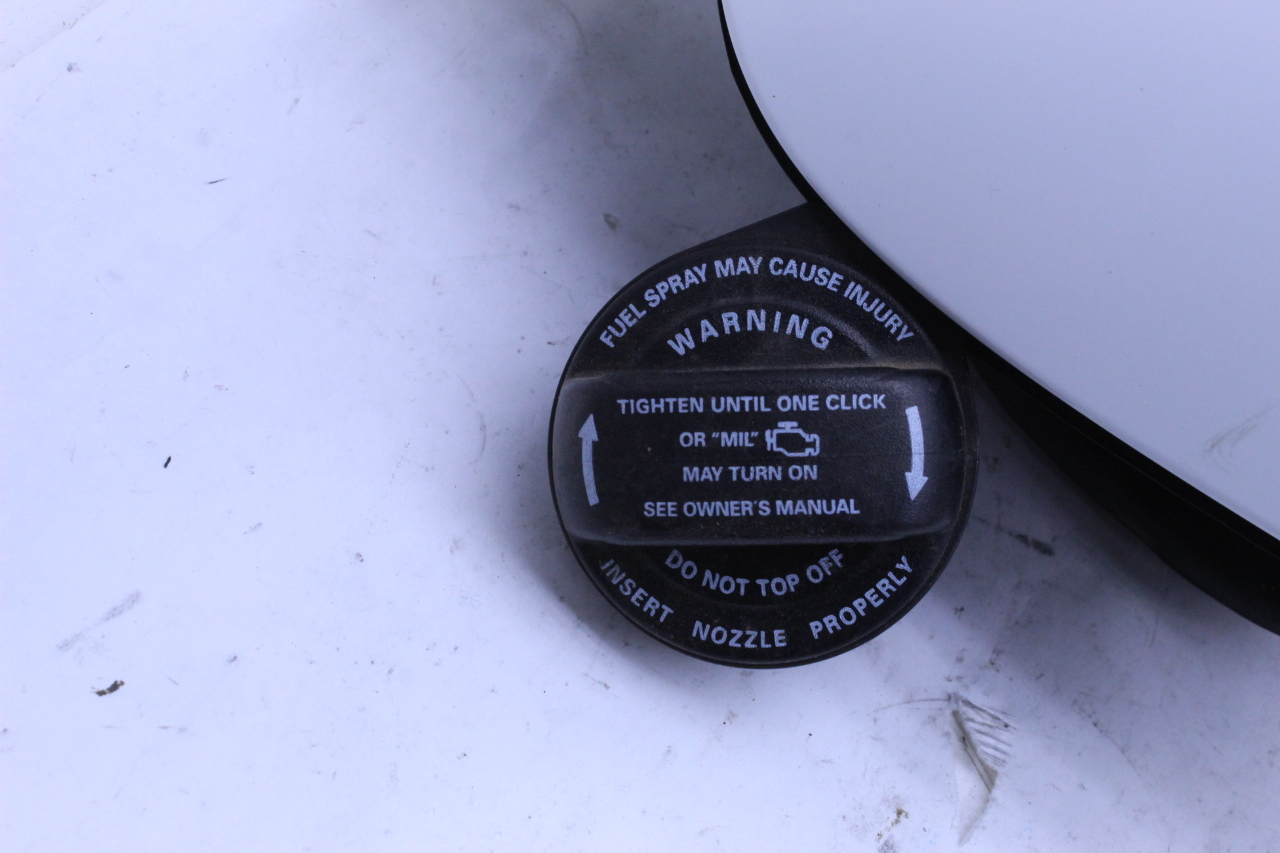 FUEL SPRAY MAY CAUSE INJURY
WARNING
TIGHTEN UNTIL ONE CLICK
OR "MIL"
MAY TURN ON
SEE OWNER'S MANUAL
DO NOT TOP OFF
INSERT NOZZLE PROPERLY